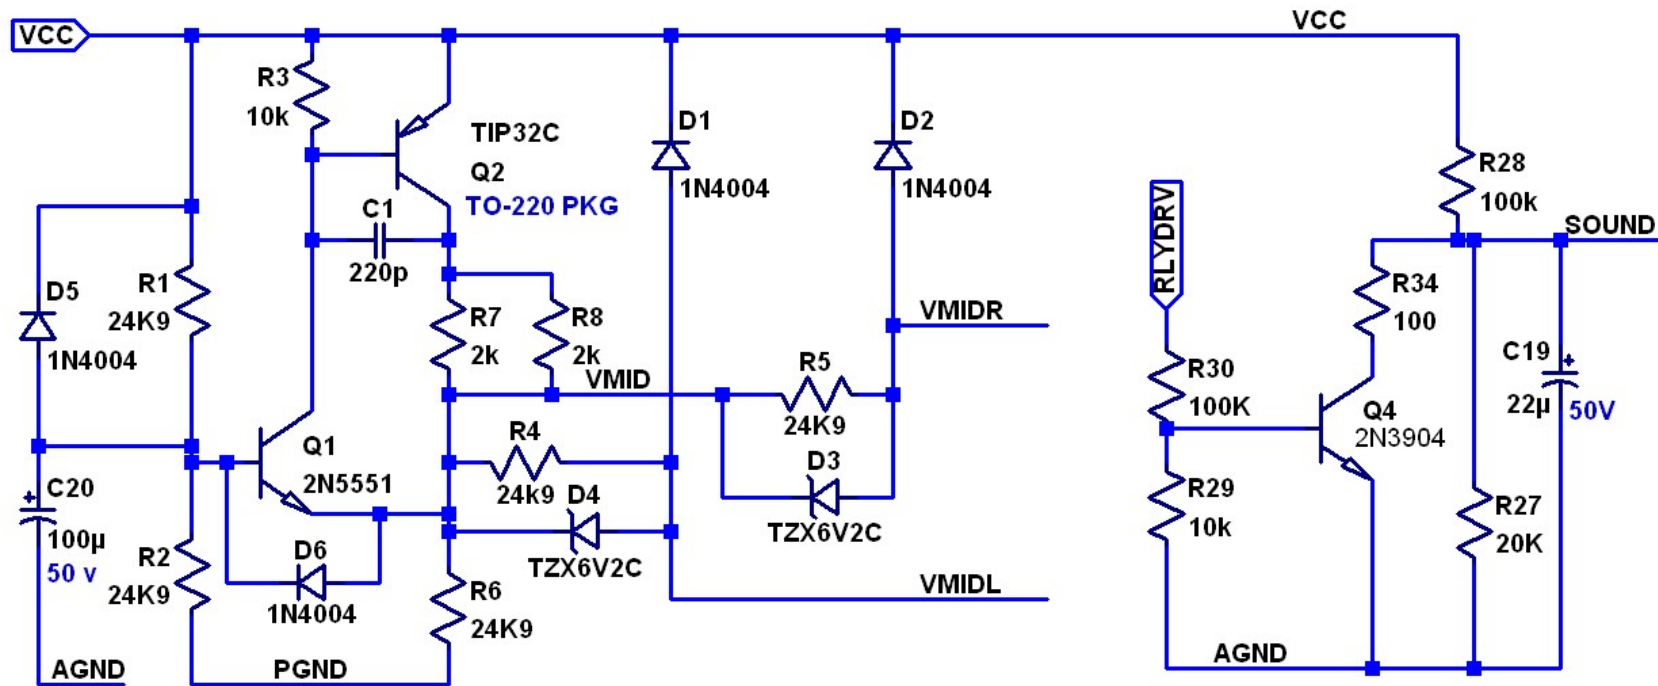 VCC
VCC
R3
10k
TIP32C
Q2
TO-220 PKG
D1
1N4004
D2
1N4004
R28
100k
C1
220p
SOUND
RLYDRV
D5
1N4004
R1
24K9
R7
2k
R8
2k
VMIDR
R34
100
VMID
R5
24K9
R30
100K
C19
+
22µ
50V
Q4
2N3904
Q1
2N5551
R4
24k9
D3
TZX6V2C
C20
+
100µ
50 v
D4
TZX6V2C
R29
10k
R27
20K
R2
24K9
D6
1N4004
R6
24K9
VMIDL
AGND
PGND
AGND